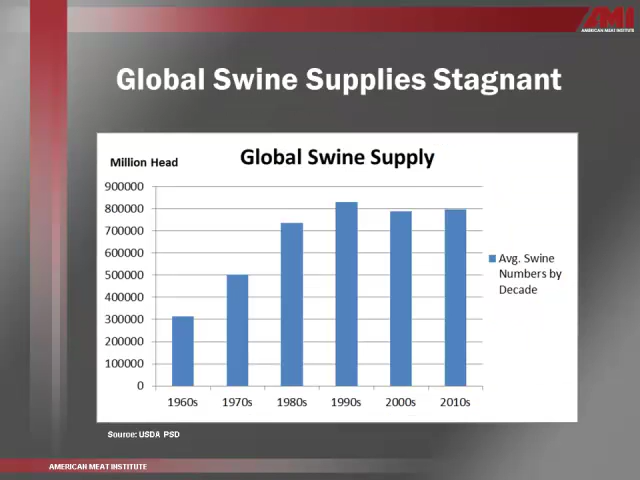 AMI
AMERICAN MEAT INSTITUTE
Global Swine Supplies Stagnant
Million Head
Global Swine Supply
900000
800000
700000
600000
500000
400000
300000
200000
100000
0
1960s 1970s 1980s 1990s 2000s 2010s
Avg. Swine
Numbers by
Decade
Source: USDA PSD
AMERICAN MEAT INSTITUTE